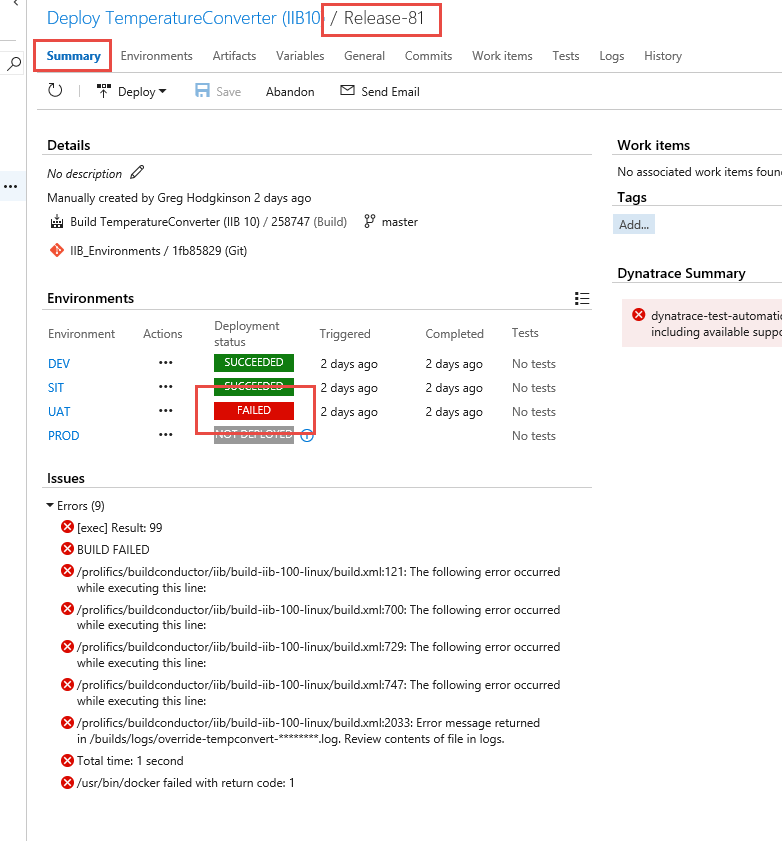 Deploy TemperatureConverter (IIB10) / Release-81
Summary Environments Artifacts Variables General Commits Work items Tests Logs History
Deploy Save Abandon Send Email
Details
No description
Manually created by Greg Hodgkinson 2 days ago
Build TemperatureConverter (IIB 10) / 258747 (Build) master
IIB_Environments / 1fb85829 (Git)
Work items
No associated work items foun
Tags
Add...
Dynatrace Summary
dynatrace-test-automatic
including available suppo
Environments
Environment Actions Deployment status Triggered Completed Tests
DEV ••• SUCCEEDED 2 days ago 2 days ago No tests
SIT ••• SUCCEEDED 2 days ago 2 days ago No tests
UAT ••• FAILED 2 days ago 2 days ago No tests
PROD ••• NOT DEPLOYED No tests
Issues
Errors (9)
[exec] Result: 99
BUILD FAILED
/prolifics/buildconductor/iib/build-iib-100-linux/build.xml:121: The following error occurred
while executing this line:
/prolifics/buildconductor/iib/build-iib-100-linux/build.xml:700: The following error occurred
while executing this line:
/prolifics/buildconductor/iib/build-iib-100-linux/build.xml:729: The following error occurred
while executing this line:
/prolifics/buildconductor/iib/build-iib-100-linux/build.xml:747: The following error occurred
while executing this line:
/prolifics/buildconductor/iib/build-iib-100-linux/build.xml:2033: Error message returned
in /builds/logs/override-tempconvert-********.log. Review contents of file in logs.
Total time: 1 second
/usr/bin/docker failed with return code: 1